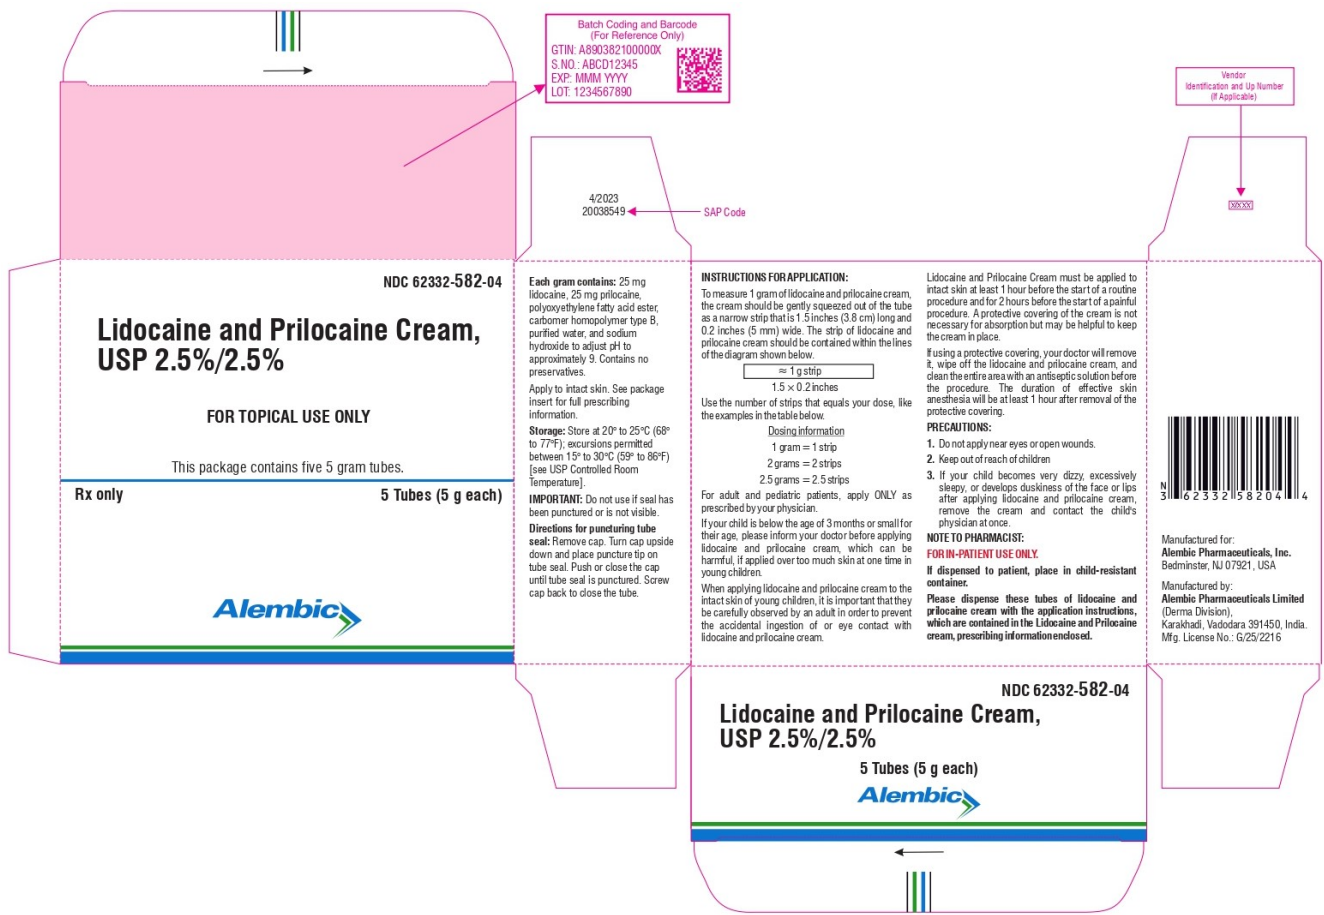 Batch Coding and Barcode
(For Reference Only)
GTIN: A890382100000X
S.NO.: ABCD12345
EXP: MMM YYYY
LOT: 1234567890
Vendor
Identification and Up Number
(If Applicable)
X/XXX
4/2023
20038549
SAP Code
NDC 62332-582-04
Lidocaine and Prilocaine Cream,
USP 2.5%/2.5%
FOR TOPICAL USE ONLY
This package contains five 5 gram tubes.
Rx only 5 Tubes (5 g each)
Alembic
Each gram contains: 25 mg
lidocaine, 25 mg prilocaine,
polyoxyethylene fatty acid ester,
carbomer homopolymer type B,
purified water, and sodium
hydroxide to adjust pH to
approximately 9. Contains no
preservatives.
Apply to intact skin. See package
insert for full prescribing
information.
Storage: Store at 20° to 25°C (68°
to 77°F); excursions permitted
between 15° to 30°C (59° to 86°F)
[see USP Controlled Room
Temperature].
IMPORTANT: Do not use if seal has
been punctured or is not visible.
Directions for puncturing tube
seal: Remove cap. Turn cap upside
down and place puncture tip on
tube seal. Push or close the cap
until tube seal is punctured. Screw
cap back to close the tube.
INSTRUCTIONS FOR APPLICATION:
To measure 1 gram of lidocaine and prilocaine cream,
the cream should be gently squeezed out of the tube
as a narrow strip that is 1.5 inches (3.8 cm) long and
0.2 inches (5 mm) wide. The strip of lidocaine and
prilocaine cream should be contained within the lines
of the diagram shown below.
≈ 1 g strip
1.5 × 0.2 inches
Use the number of strips that equals your dose, like
the examples in the table below.
Dosing information
1 gram = 1 strip
2 grams = 2 strips
2.5 grams = 2.5 strips
For adult and pediatric patients, apply ONLY as
prescribed by your physician.
If your child is below the age of 3 months or small for
their age, please inform your doctor before applying
lidocaine and prilocaine cream, which can be
harmful, if applied over too much skin at one time in
young children.
When applying lidocaine and prilocaine cream to the
intact skin of young children, it is important that they
be carefully observed by an adult in order to prevent
the accidental ingestion of or eye contact with
lidocaine and prilocaine cream.
Lidocaine and Prilocaine Cream must be applied to
intact skin at least 1 hour before the start of a routine
procedure and for 2 hours before the start of a painful
procedure. A protective covering of the cream is not
necessary for absorption but may be helpful to keep
the cream in place.
If using a protective covering, your doctor will remove
it, wipe off the lidocaine and prilocaine cream, and
clean the entire area with an antiseptic solution before
the procedure. The duration of effective skin
anesthesia will be at least 1 hour after removal of the
protective covering.
PRECAUTIONS:
1. Do not apply near eyes or open wounds.
2. Keep out of reach of children
3. If your child becomes very dizzy, excessively
sleepy, or develops duskiness of the face or lips
after applying lidocaine and prilocaine cream,
remove the cream and contact the child's
physician at once.
NOTE TO PHARMACIST:
FOR IN-PATIENT USE ONLY.
If dispensed to patient, place in child-resistant
container.
Please dispense these tubes of lidocaine and
prilocaine cream with the application instructions,
which are contained in the Lidocaine and Prilocaine
cream, prescribing information enclosed.
N
3 62332 58204 4
Manufactured for:
Alembic Pharmaceuticals, Inc.
Bedminster, NJ 07921, USA
Manufactured by:
Alembic Pharmaceuticals Limited
(Derma Division),
Karakhadi, Vadodara 391450, India.
Mfg. License No.: G/25/2216
NDC 62332-582-04
Lidocaine and Prilocaine Cream,
USP 2.5%/2.5%
5 Tubes (5 g each)
Alembic